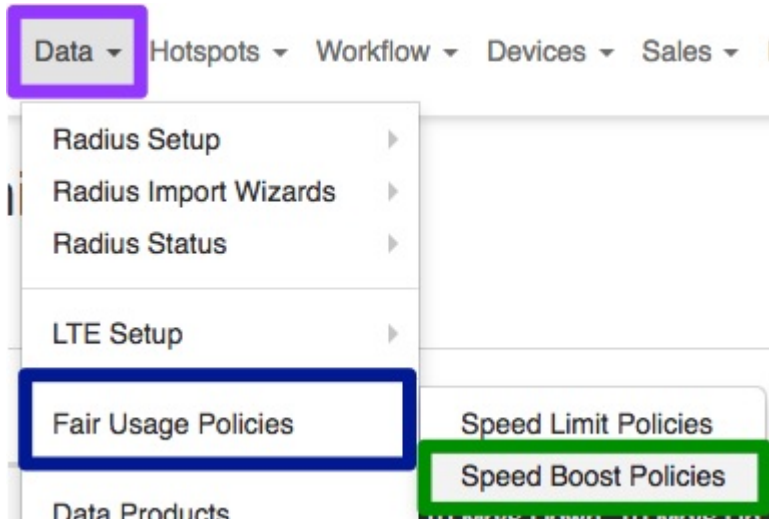 Data Hotspots Workflow Devices Sales
Radius Setup
Radius Import Wizards
Radius Status
LTE Setup
Fair Usage Policies
Speed Limit Policies
Speed Boost Policies
Data Products